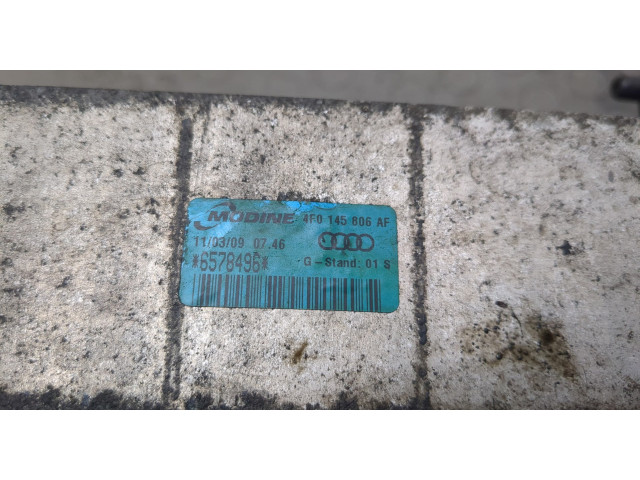 MODINE 4F0 145 806 AF
11/03/09 07.46
*6578496* -G-Stand: 01 S